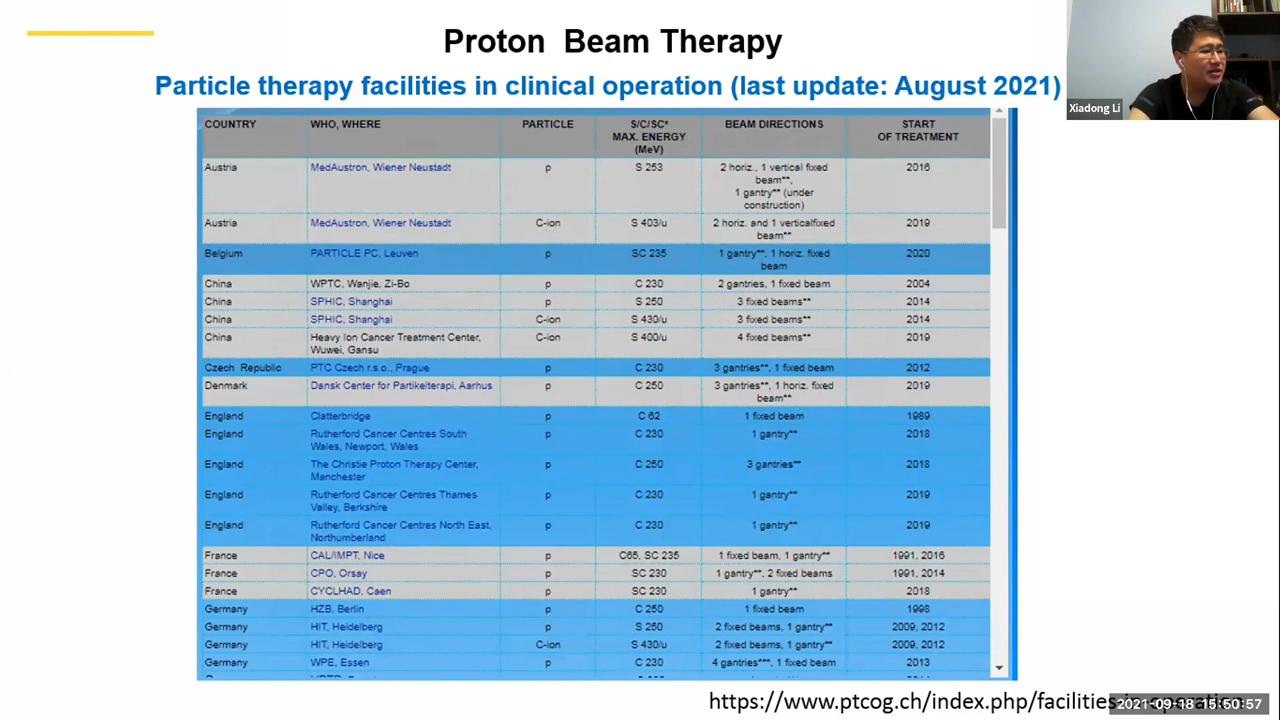 Proton Beam Therapy
Particle therapy facilities in clinical operation (last update: August 2021)
Xiadong Li
COUNTRY WHO, WHERE PARTICLE S/C/SC* MAX. ENERGY (MeV) BEAM DIRECTIONS START OF TREATMENT
Austria MedAustron, Wiener Neustadt p S 253 2 horiz., 1 vertical fixed beam**, 1 gantry** (under construction) 2016
Austria MedAustron, Wiener Neustadt C-ion S 403/u 2 horiz. and 1 verticalfixed beam** 2019
Belgium PARTICLE PC, Leuven p SC 235 1 gantry**, 1 horiz. fixed beam 2020
China WPTC, Wanjie, Zi-Bo p C 230 2 gantries, 1 fixed beam 2004
China SPHIC, Shanghai p S 250 3 fixed beams** 2014
China SPHIC, Shanghai C-ion S 430/u 3 fixed beams** 2014
China Heavy Ion Cancer Treatment Center, Wuwei, Gansu C-ion S 400/u 4 fixed beams** 2019
Czech Republic PTC Czech r.s.o., Prague p C 230 3 gantries**, 1 fixed beam 2012
Denmark Dansk Center for Partikelterapi, Aarhus p C 250 3 gantries**, 1 horiz. fixed beam** 2019
England Clatterbridge p C 62 1 fixed beam 1989
England Rutherford Cancer Centres South Wales, Newport, Wales p C 230 1 gantry** 2018
England The Christie Proton Therapy Center, Manchester p C 250 3 gantries** 2018
England Rutherford Cancer Centres Thames Valley, Berkshire p C 230 1 gantry** 2019
England Rutherford Cancer Centres North East, Northumberland p C 230 1 gantry** 2019
France CAL/IMPT, Nice p C65, SC 235 1 fixed beam, 1 gantry** 1991, 2016
France CPO, Orsay p SC 230 1 gantry**, 2 fixed beams 1991, 2014
France CYCLHAD, Caen p SC 230 1 gantry** 2018
Germany HZB, Berlin p C 250 1 fixed beam 1998
Germany HIT, Heidelberg p S 250 2 fixed beams, 1 gantry** 2009, 2012
Germany HIT, Heidelberg C-ion S 430/u 2 fixed beams, 1 gantry** 2009, 2012
Germany WPE, Essen p C 230 4 gantries***, 1 fixed beam 2013
https://www.ptcog.ch/index.php/facilities
2021-09-18 15:50:57